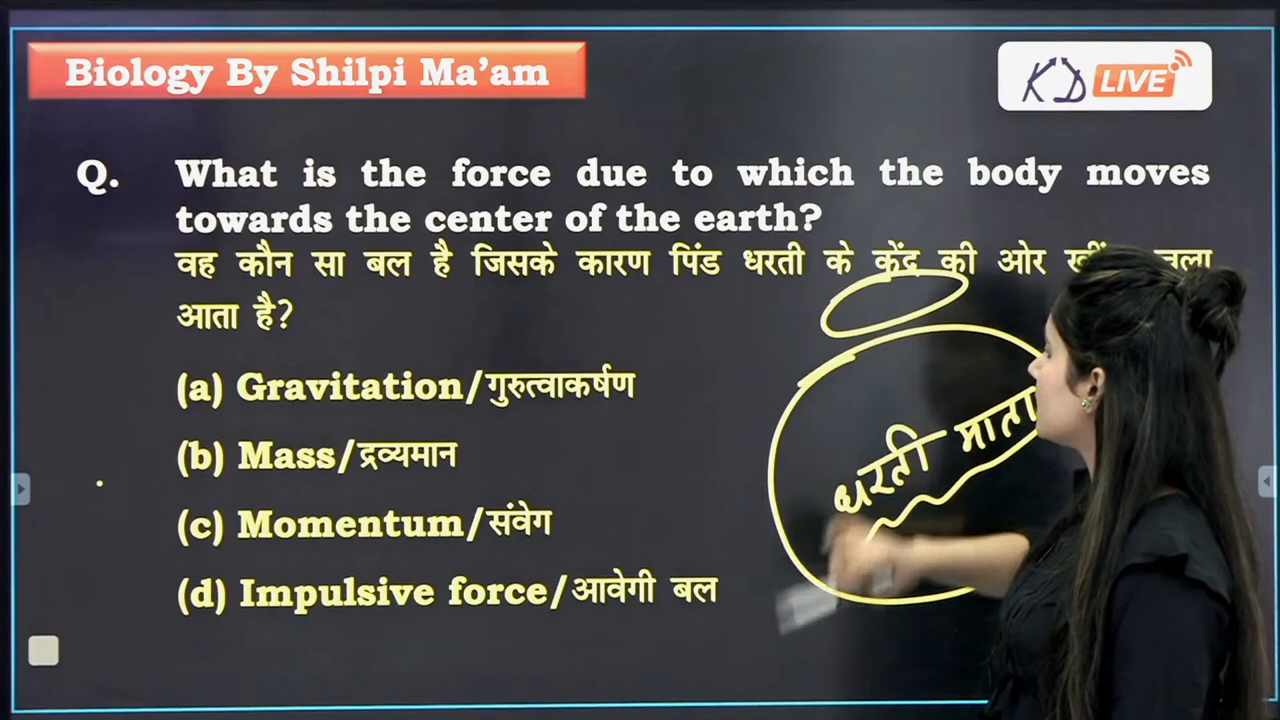 Biology By Shilpi Ma’am
KD LIVE
Q. What is the force due to which the body moves
towards the center of the earth?
वह कौन सा बल है जिसके कारण पिंड धरती के केंद्र की ओर
आता है?
(a) Gravitation/गुरुत्वाकर्षण
(b) Mass/द्रव्यमान
(c) Momentum/संवेग
(d) Impulsive force/आवेगी बल
धरती माता